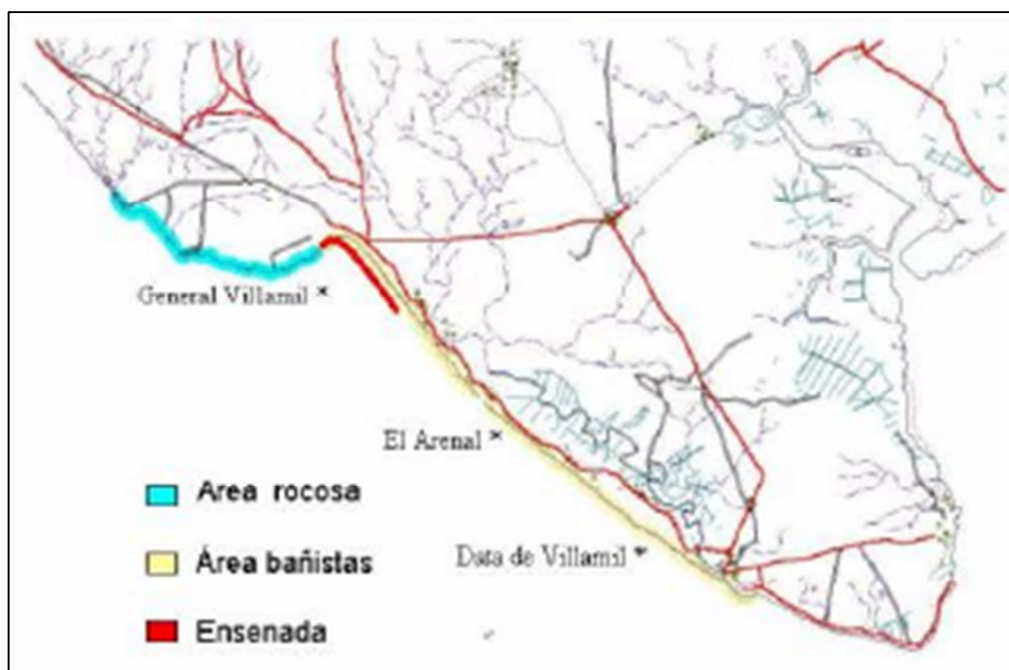 General Villamil *
El Arenal *
Data de Villamil *
Area rocosa
Área bañistas
Ensenada